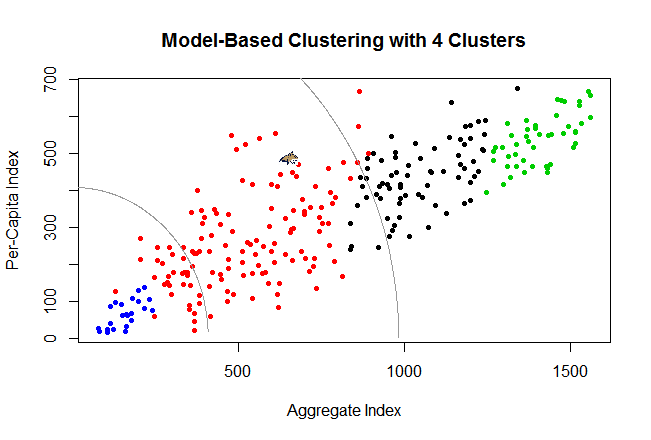 Model-Based Clustering with 4 Clusters
700
500
300
100
0
Per-Capita Index
500
1000
1500
Aggregate Index